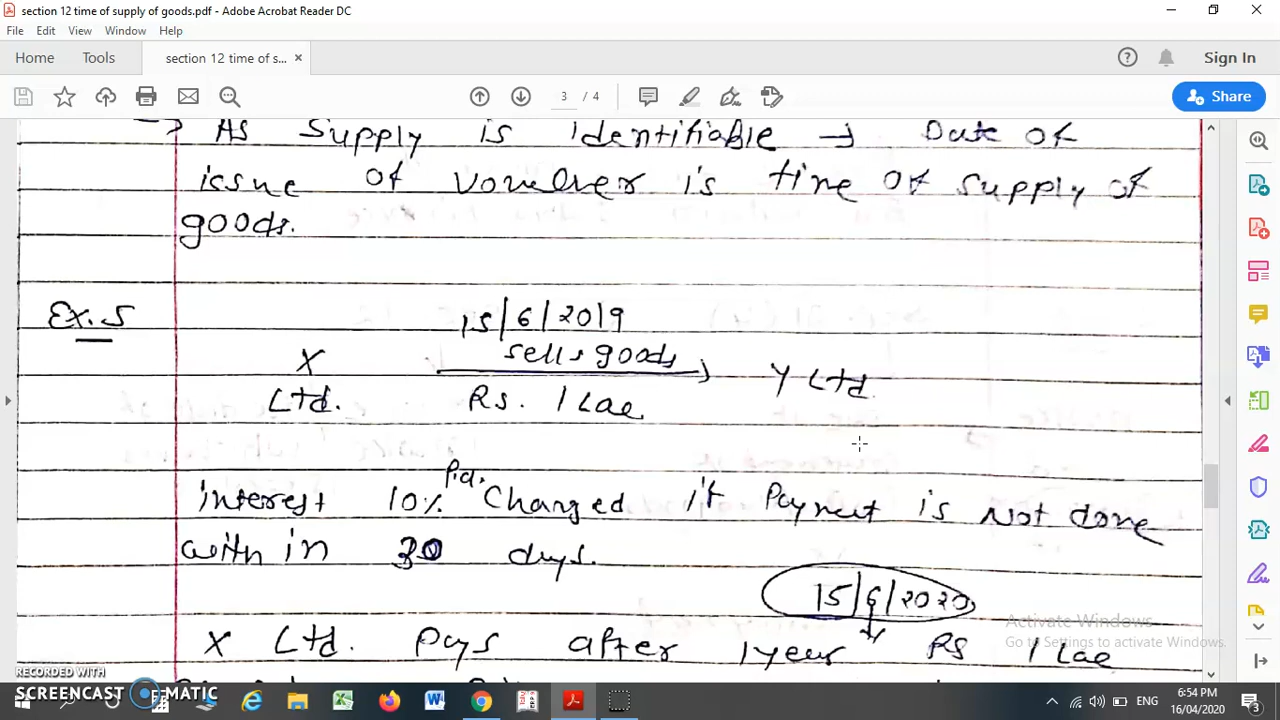 section 12 time of supply of goods.pdf - Adobe Acrobat Reader DC
File Edit View Window Help
Home Tools section 12 time of s... × Sign In
3 / 4 Share
→ As Supply is identifiable → Date of
issue of voucher is time of supply of
goods.
Ex.5
15/6/2019
X sells goods Y Ltd
Ltd. Rs. 1 Lac
p.a.
interest 10% Charged if Payment is Not done
with in 30 days.
15/6/2020
X Ltd. Pays after 1 year Rs 1 Lac
Activate Windows
Go to Settings to activate Windows.
RECORDED WITH
SCREENCAST MATIC
ENG
6:54 PM
16/04/2020
3